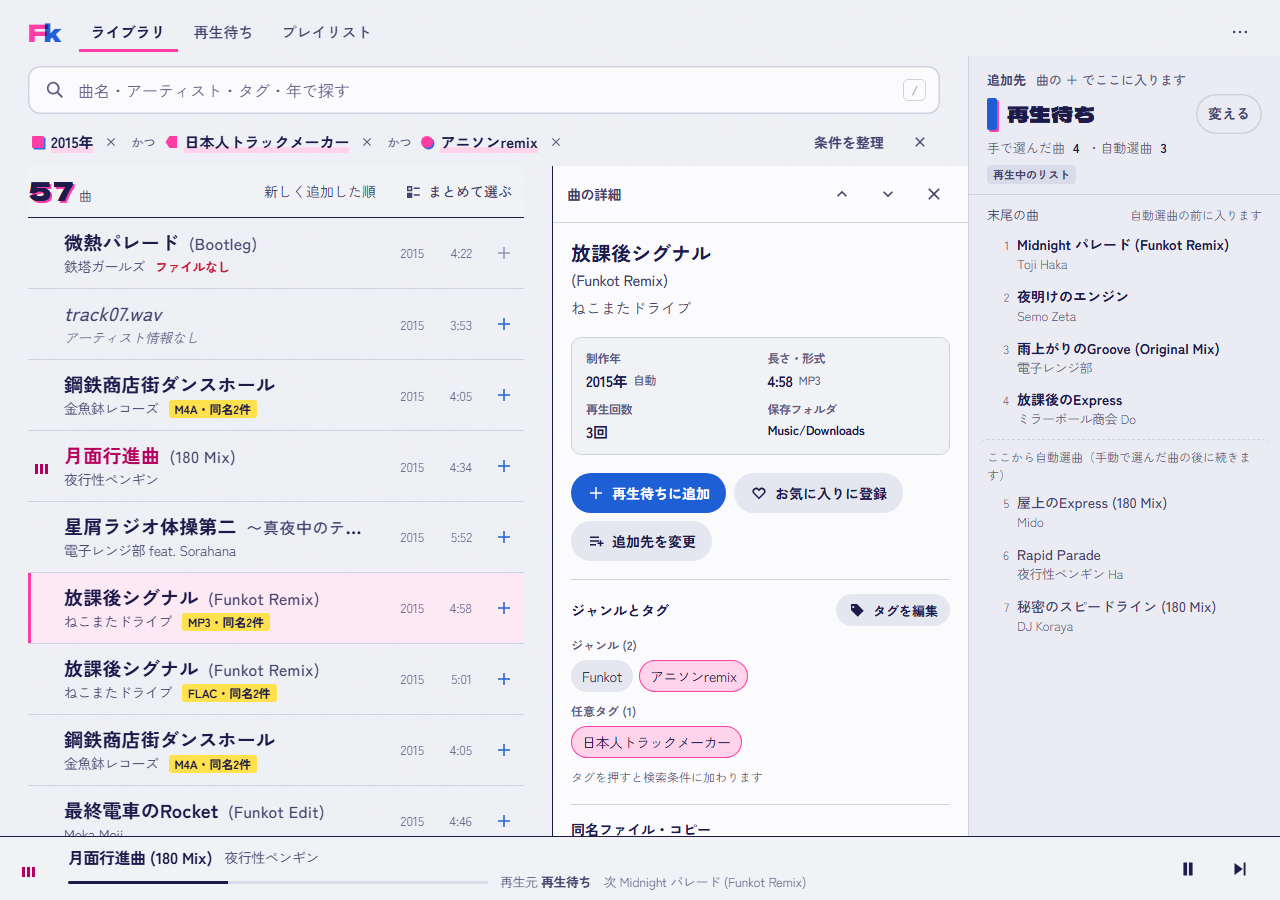 Fk ライブラリ 再生待ち プレイリスト ...
曲名・アーティスト・タグ・年で探す /
2015年 × かつ 日本人トラックメーカー × かつ アニソンremix × 条件を整理 ×
57 曲 新しく追加した順 まとめて選ぶ
微熱パレード (Bootleg) 2015 4:22 +
鉄塔ガールズ ファイルなし
track07.wav 2015 3:53 +
アーティスト情報なし
鋼鉄商店街ダンスホール 2015 4:05 +
金魚鉢レコーズ M4A・同名2件
月面行進曲 (180 Mix) 2015 4:34 +
夜行性ペンギン
星屑ラジオ体操第二 〜真夜中のテ… 2015 5:52 +
電子レンジ部 feat. Sorahana
放課後シグナル (Funkot Remix) 2015 4:58 +
ねこまたドライブ MP3・同名2件
放課後シグナル (Funkot Remix) 2015 5:01 +
ねこまたドライブ FLAC・同名2件
鋼鉄商店街ダンスホール 2015 4:05 +
金魚鉢レコーズ M4A・同名2件
最終電車のRocket (Funkot Edit) 2015 4:46 +
Moka Moji
曲の詳細
放課後シグナル
(Funkot Remix)
ねこまたドライブ
制作年 長さ・形式
2015年 自動 4:58 MP3
再生回数 保存フォルダ
3回 Music/Downloads
+ 再生待ちに追加 お気に入りに登録
追加先を変更
ジャンルとタグ タグを編集
ジャンル (2)
Funkot アニソンremix
任意タグ (1)
日本人トラックメーカー
タグを押すと検索条件に加わります
同名ファイル・コピー
追加先 曲の + でここに入ります
再生待ち 変える
手で選んだ曲 4 ・自動選曲 3
再生中のリスト
末尾の曲 自動選曲の前に入ります
1 Midnight パレード (Funkot Remix)
Toji Haka
2 夜明けのエンジン
Semo Zeta
3 雨上がりのGroove (Original Mix)
電子レンジ部
4 放課後のExpress
ミラーボール商会 Do
ここから自動選曲（手動で選んだ曲の後に続きま
す）
5 屋上のExpress (180 Mix)
Mido
6 Rapid Parade
夜行性ペンギン Ha
7 秘密のスピードライン (180 Mix)
DJ Koraya
月面行進曲 (180 Mix) 夜行性ペンギン
再生元 再生待ち 次 Midnight パレード (Funkot Remix)